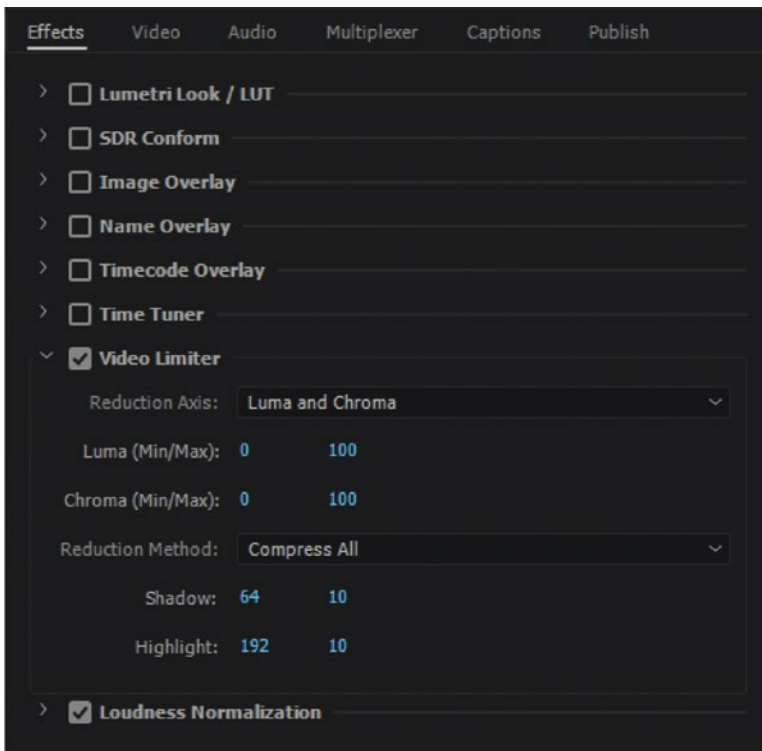 Effects Video Audio Multiplexer Captions Publish
Lumetri Look / LUT
SDR Conform
Image Overlay
Name Overlay
Timecode Overlay
Time Tuner
Video Limiter
Reduction Axis: Luma and Chroma
Luma (Min/Max): 0 100
Chroma (Min/Max): 0 100
Reduction Method: Compress All
Shadow: 64 10
Highlight: 192 10
Loudness Normalization